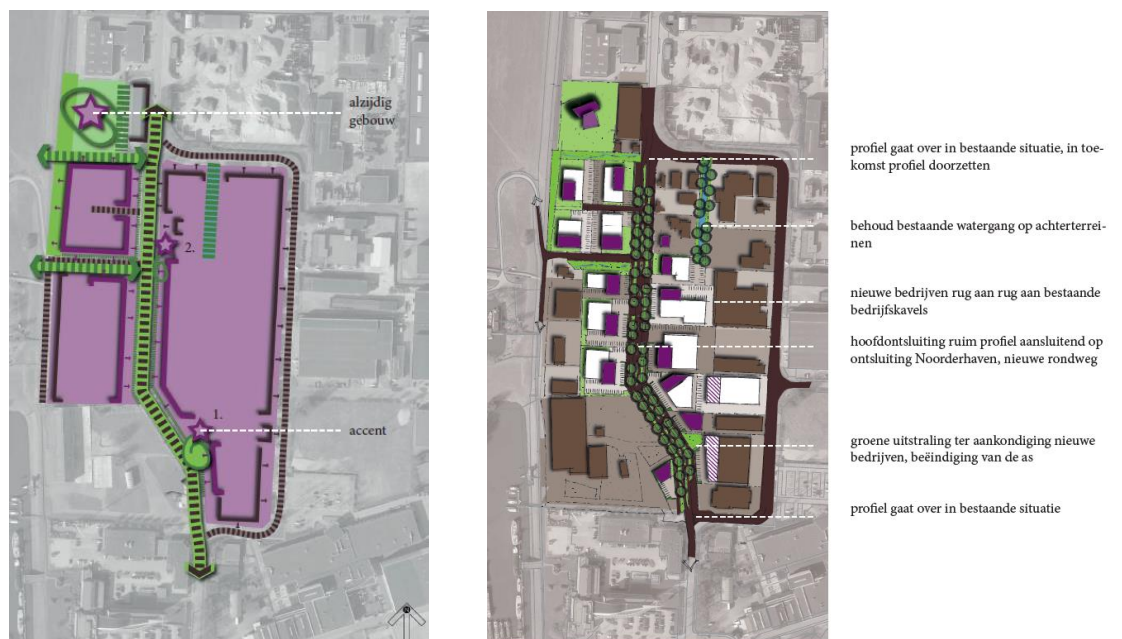 alzijdig
gebouw
2.
1.
accent
profiel gaat over in bestaande situatie, in toe-
komst profiel doorzetten
behoud bestaande watergang op achterterrei-
nen
nieuwe bedrijven rug aan rug aan bestaande
bedrijfskavels
hoofdontsluiting ruim profiel aansluitend op
ontsluiting Noorderhaven, nieuwe rondweg
groene uitstraling ter aankondiging nieuwe
bedrijven, beëindiging van de as
profiel gaat over in bestaande situatie